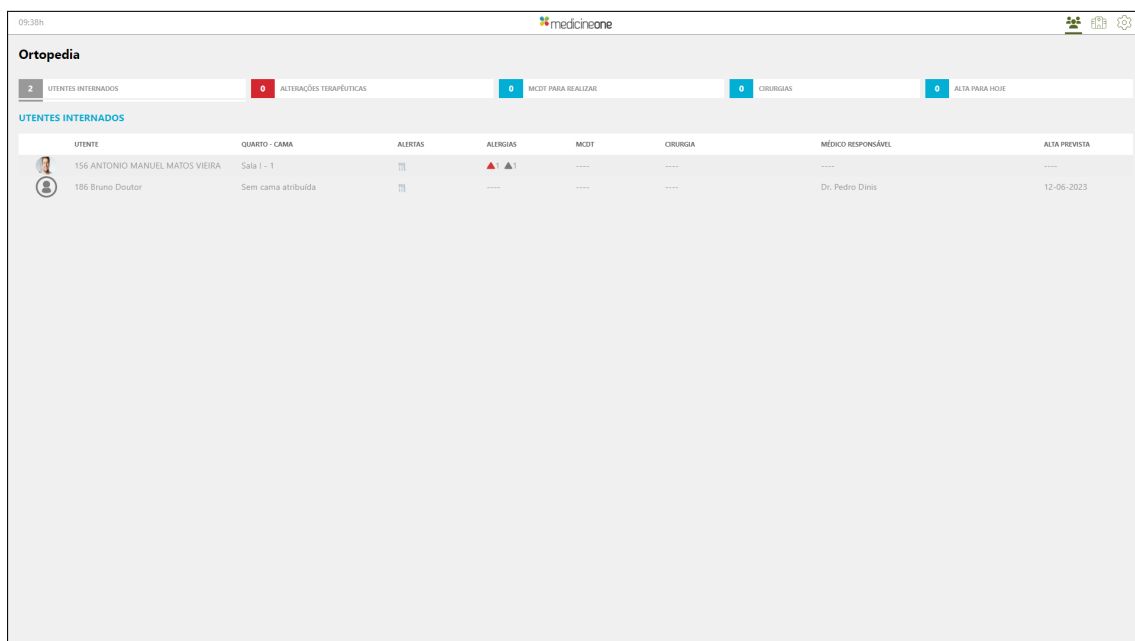 09:38h medicineone
Ortopedia
2 UTENTES INTERNADOS 0 ALTERAÇÕES TERAPÊUTICAS 0 MCDT PARA REALIZAR 0 CIRURGIAS 0 ALTA PARA HOJE
UTENTES INTERNADOS
UTENTE QUARTO - CAMA ALERTAS ALERGIAS MCDT CIRURGIA MÉDICO RESPONSÁVEL ALTA PREVISTA
156 ANTONIO MANUEL MATOS VIEIRA Sala I - 1 1 1 ---- ---- ---- ----
186 Bruno Doutor Sem cama atribuída ---- ---- ---- Dr. Pedro Dinis 12-06-2023